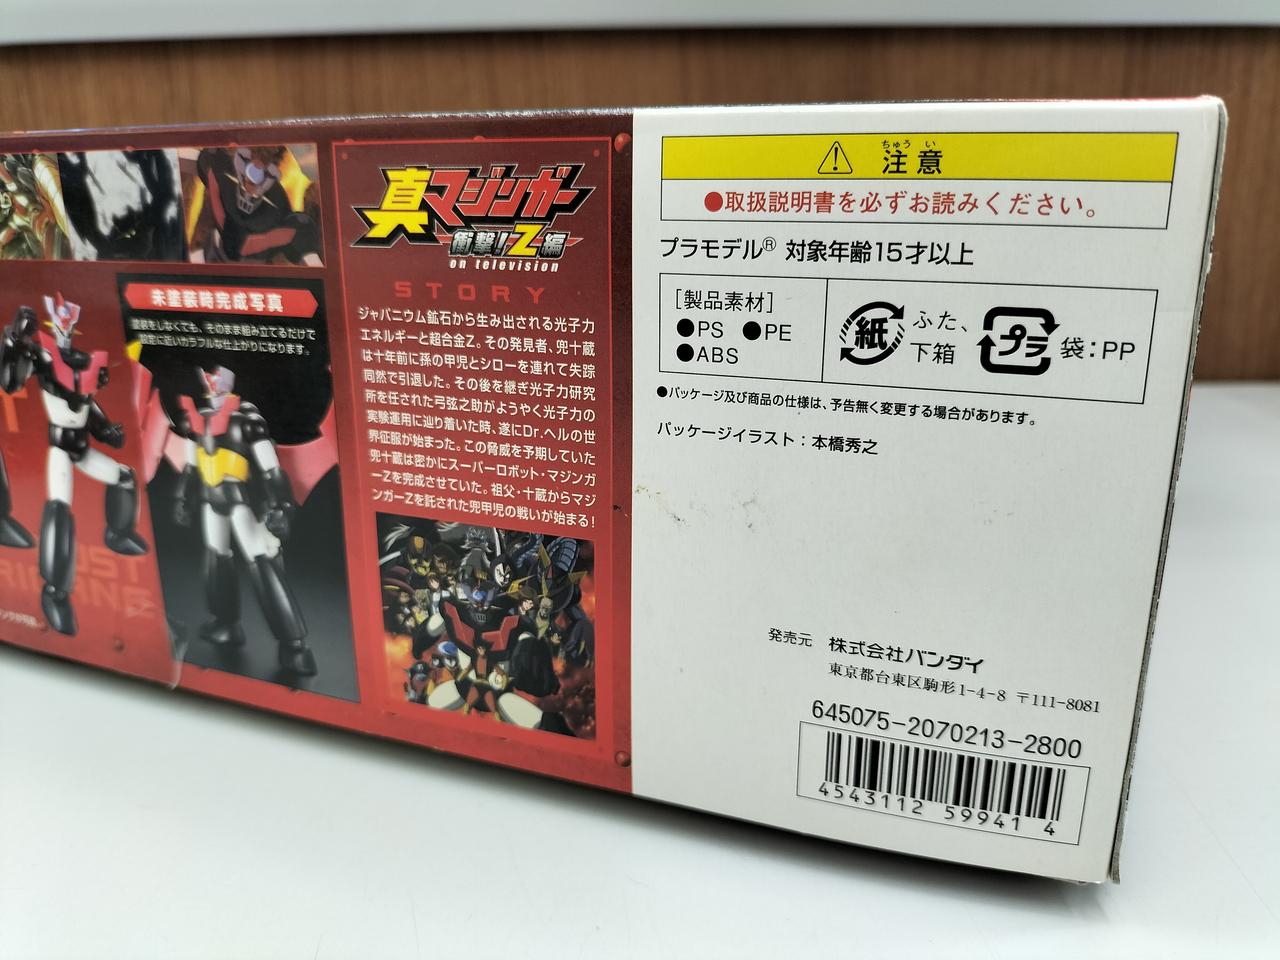 未塗装時完成写真
塗装をしなくても、そのまま組み立てるだけで
設定に近いカラフルな仕上がりになります。
真マジンガー
衝撃!Z編
on television
STORY
ジャパニウム鉱石から生み出される光子力
エネルギーと超合金Z。その発見者、兜十蔵
は十年前に孫の甲児とシローを連れて失踪
同然で引退した。その後を継ぎ光子力研究
所を任された弓弦之助がようやく光子力の
実験運用に辿り着いた時、遂にDr.ヘルの世
界征服が始まった。この脅威を予期していた
兜十蔵は密かにスーパーロボット・マジンガ
ーZを完成させていた。祖父・十蔵からマジ
ンガーZを託された兜甲児の戦いが始まる!
ちゅう い
注意
●取扱説明書を必ずお読みください。
プラモデル® 対象年齢15才以上
[製品素材]
●PS ●PE
●ABS
紙
ふた、
下箱
プラ
袋:PP
●パッケージ及び商品の仕様は、予告無く変更する場合があります。
パッケージイラスト:本橋秀之
発売元 株式会社バンダイ
東京都台東区駒形1-4-8 〒111-8081
645075-2070213-2800
4543112 59941 4